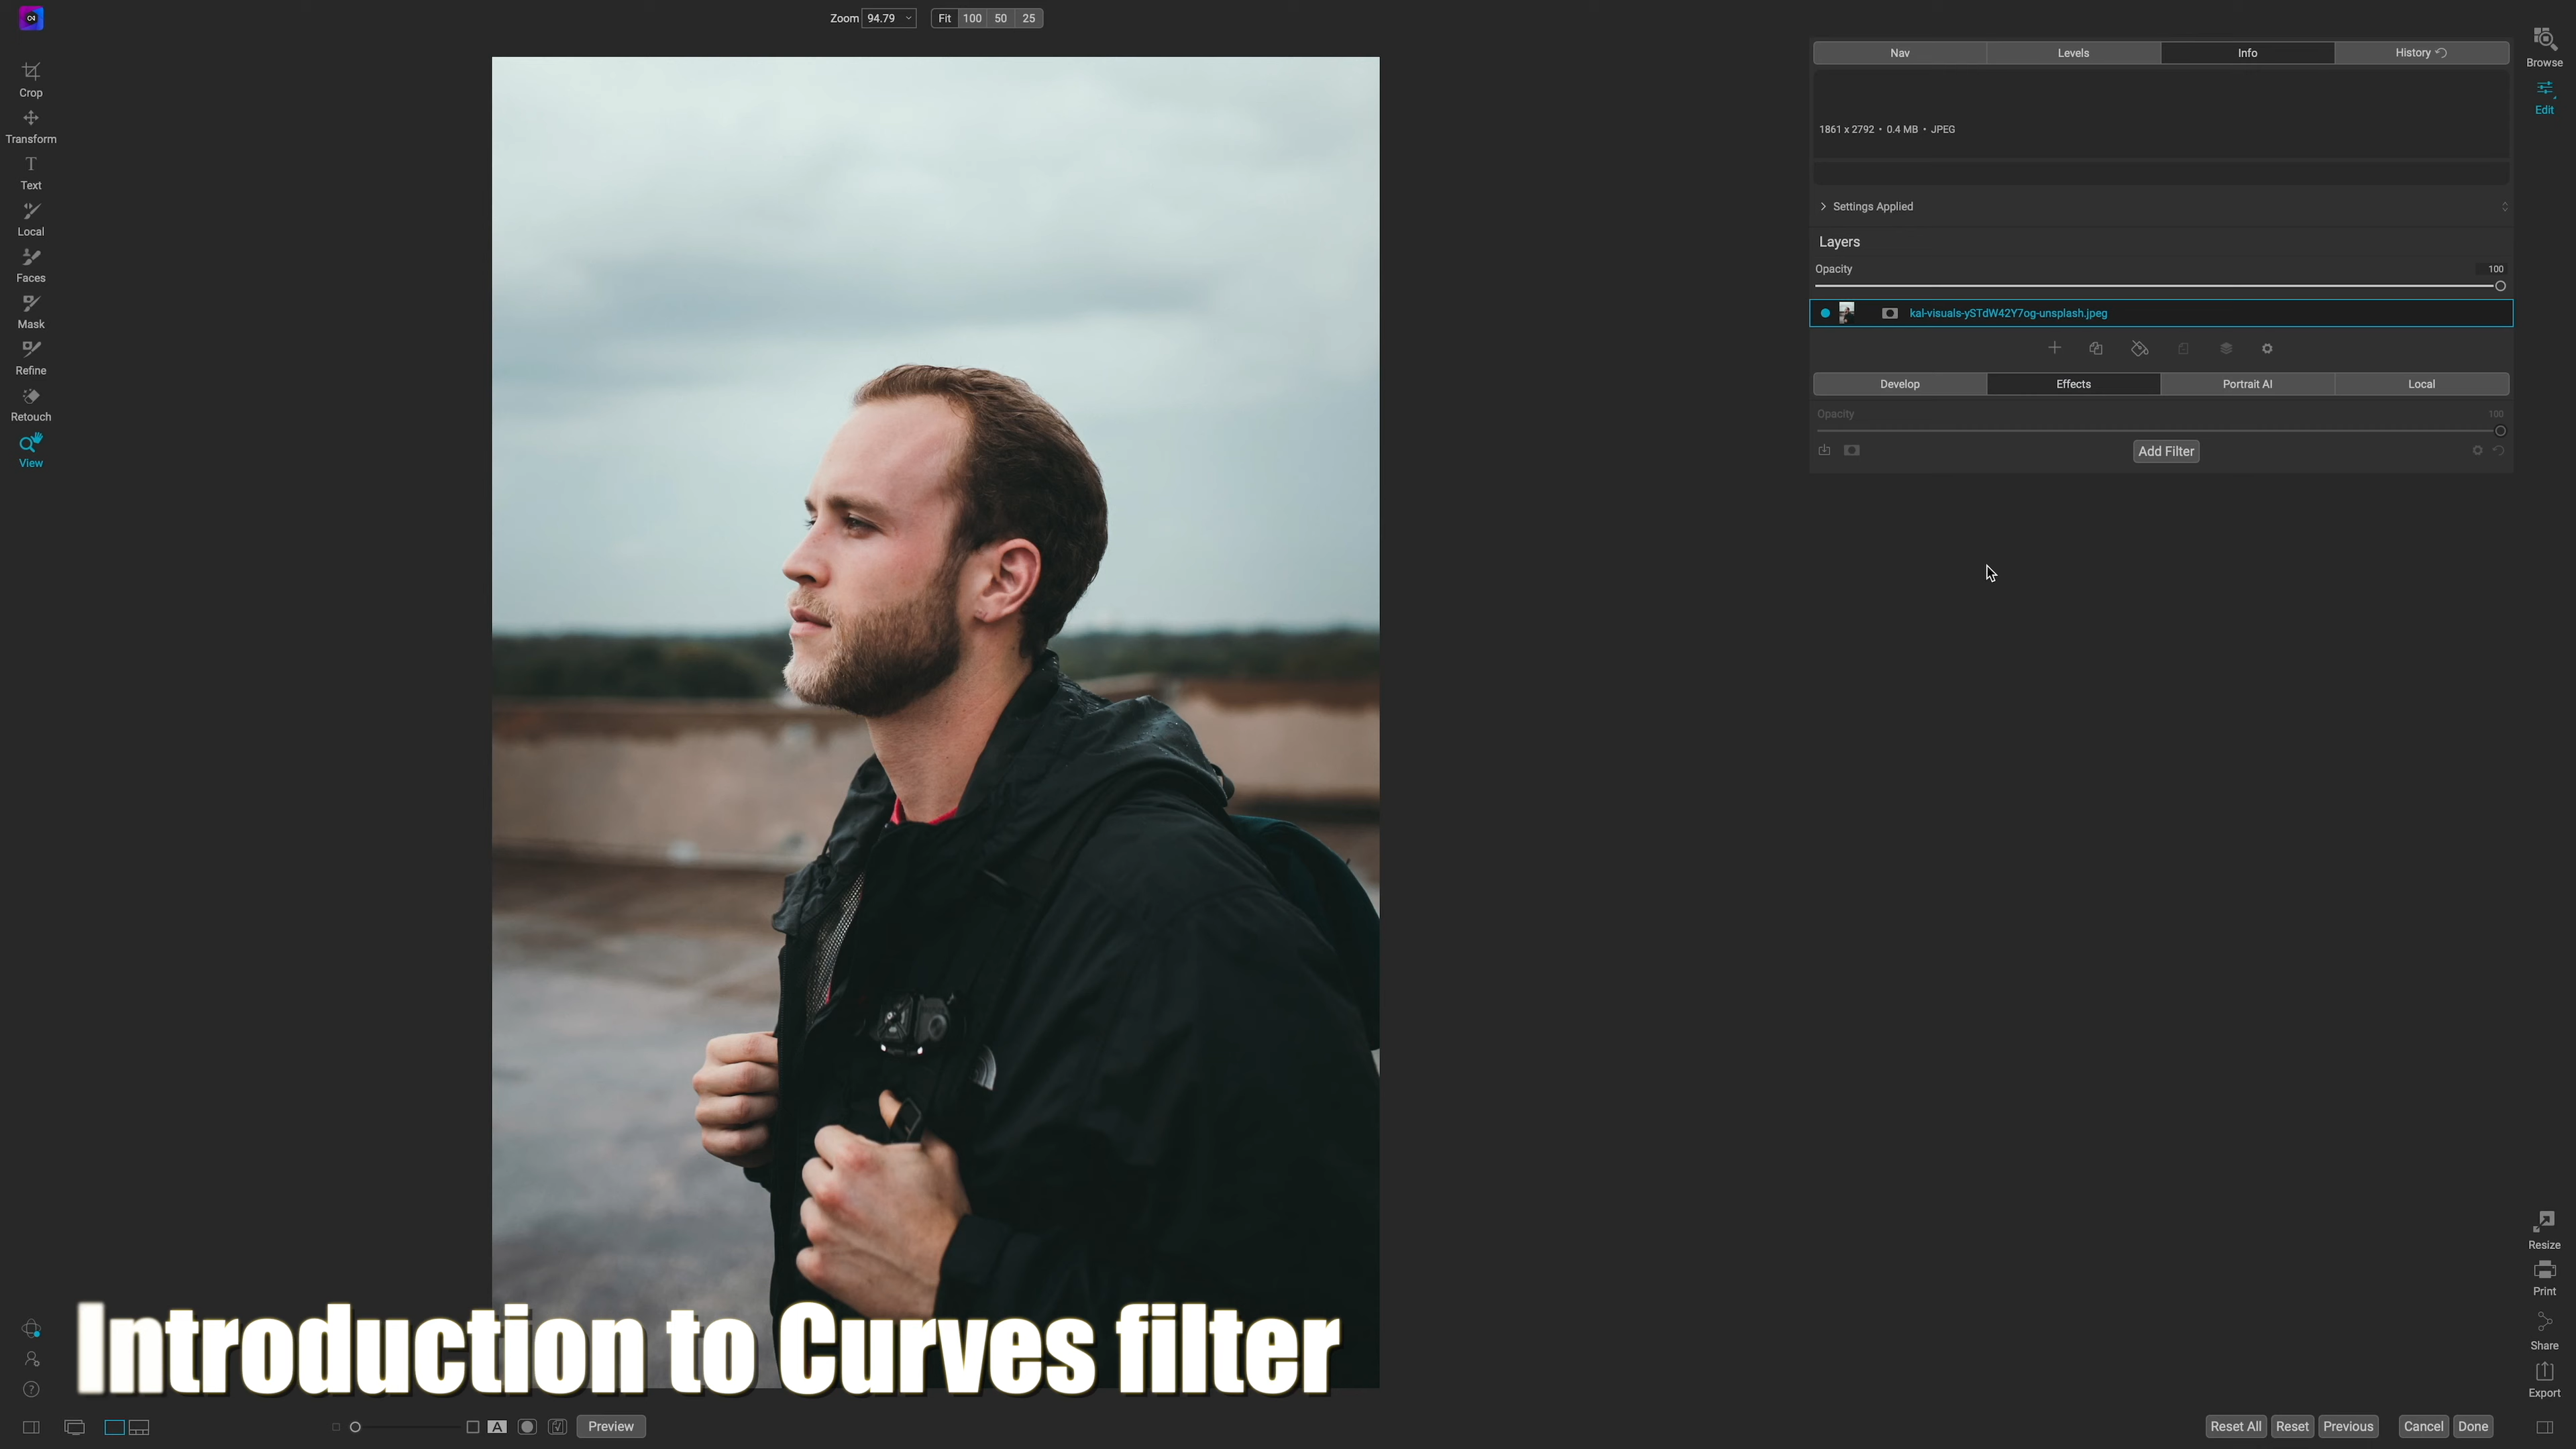 Zoom 94.79 Fit 100 50 25
Nav Levels Info History
Browse
Edit
Crop
Transform
Text
Local
Faces
Mask
Refine
Retouch
View
1861 x 2792 • 0.4 MB • JPEG
Settings Applied
Layers
Opacity 100
kal-visuals-ySTdW42Y7og-unsplash.jpeg
Develop Effects Portrait AI Local
Opacity 100
Add Filter
Resize
Print
Share
Export
Introduction to Curves filter
A Preview
Reset All Reset Previous Cancel Done